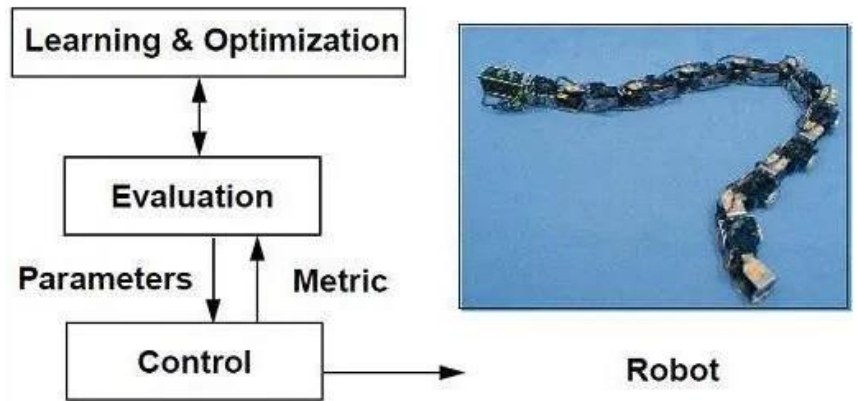 Learning & Optimization
Evaluation
Parameters
Metric
Control
Robot